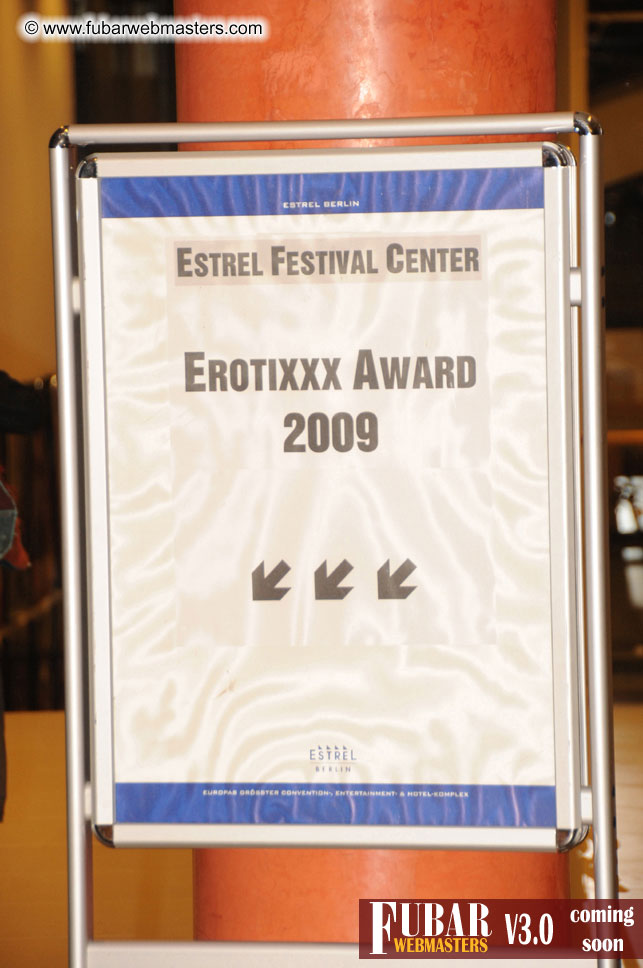 © www.fubarwebmasters.com
ESTREL BERLIN
ESTREL FESTIVAL CENTER
EROTIXXX AWARD
2009
ESTREL
BERLIN
EUROPAS GRÖSSTER CONVENTION-, ENTERTAINMENT- & HOTEL-KOMPLEX
FUBAR
WEBMASTERS
V3.0
coming
soon